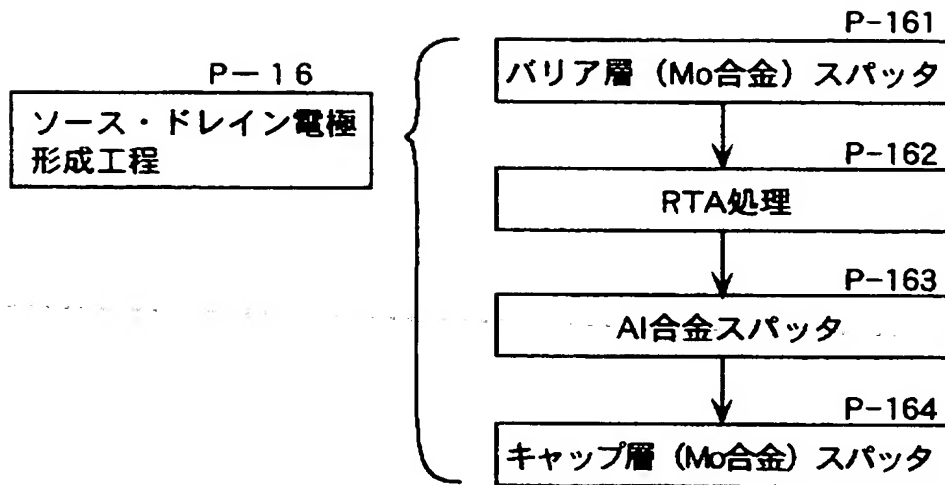 P-16
ソース・ドレイン電極
形成工程
P-161
バリア層（Mo合金）スパッタ
P-162
RTA処理
P-163
Al合金スパッタ
P-164
キャップ層（Mo合金）スパッタ